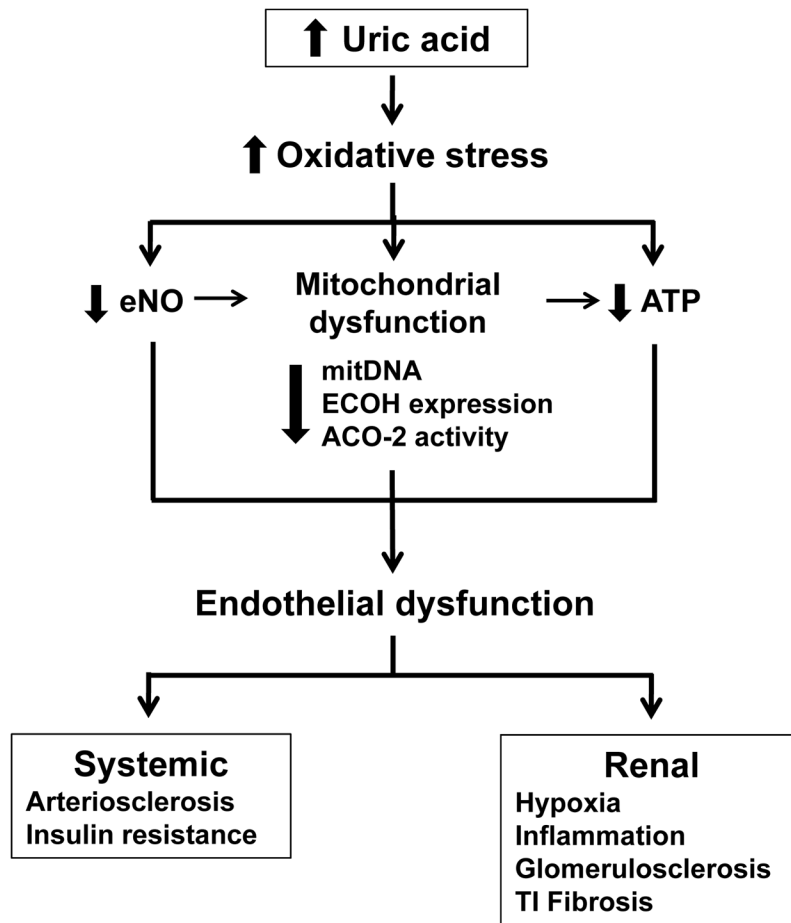 Uric acid
Oxidative stress
eNO
Mitochondrial
dysfunction
ATP
mitDNA
ECOH expression
ACO-2 activity
Endothelial dysfunction
Systemic
Arteriosclerosis
Insulin resistance
Renal
Hypoxia
Inflammation
Glomerulosclerosis
TI Fibrosis